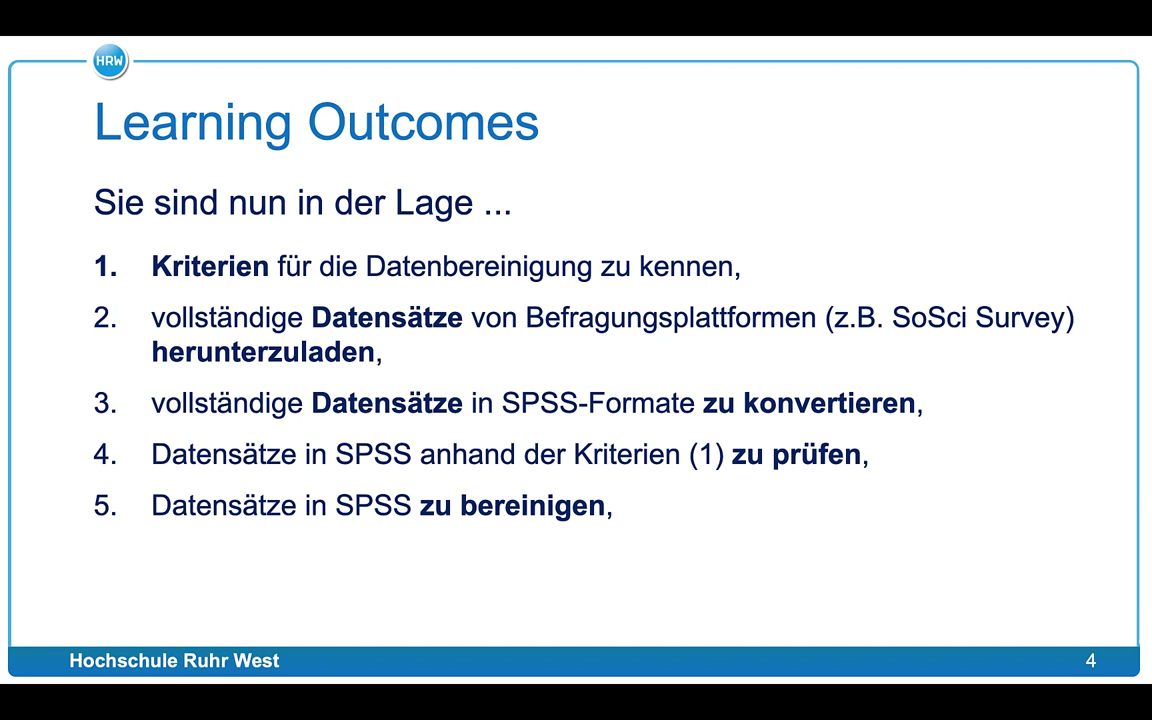 HRW
Learning Outcomes
Sie sind nun in der Lage ...
1. Kriterien für die Datenbereinigung zu kennen,
2. vollständige Datensätze von Befragungsplattformen (z.B. SoSci Survey)
herunterzuladen,
3. vollständige Datensätze in SPSS-Formate zu konvertieren,
4. Datensätze in SPSS anhand der Kriterien (1) zu prüfen,
5. Datensätze in SPSS zu bereinigen,
Hochschule Ruhr West 4